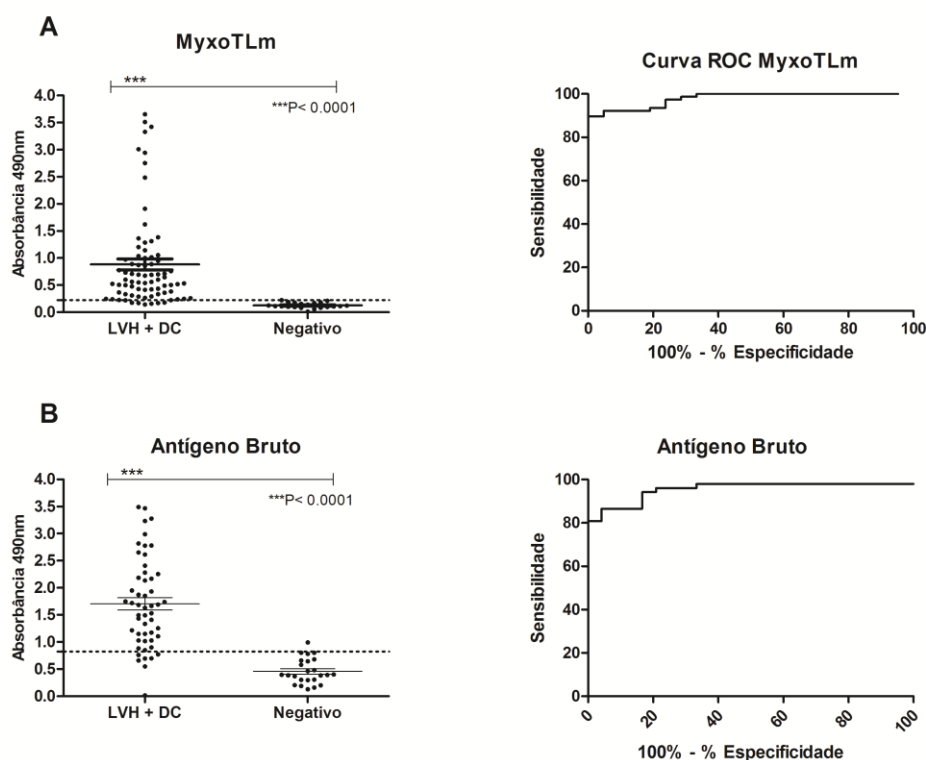 A
MyxoTLm
***
***P< 0.0001
Absorbância 490nm
4.0
3.5
3.0
2.5
2.0
1.5
1.0
0.5
0.0
LVH + DC
Negativo
Curva ROC MyxoTLm
Sensibilidade
100
80
60
40
20
0
0 20 40 60 80 100
100% - % Especificidade
B
Antígeno Bruto
***
***P< 0.0001
Absorbância 490nm
4.0
3.5
3.0
2.5
2.0
1.5
1.0
0.5
0.0
LVH + DC
Negativo
Antígeno Bruto
Sensibilidade
100
80
60
40
20
0
0 20 40 60 80 100
100% - % Especificidade